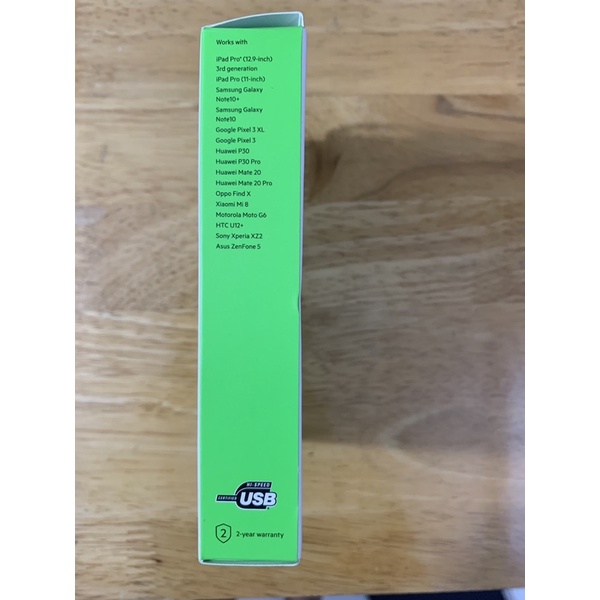 Works with
iPad Pro® (12.9-inch)
3rd generation
iPad Pro (11-inch)
Samsung Galaxy
Note10+
Samsung Galaxy
Note10
Google Pixel 3 XL
Google Pixel 3
Huawei P30
Huawei P30 Pro
Huawei Mate 20
Huawei Mate 20 Pro
Oppo Find X
Xiaomi Mi 8
Motorola Moto G6
HTC U12+
Sony Xperia XZ2
Asus ZenFone 5
HI-SPEED
CERTIFIED USB
2 2-year warranty